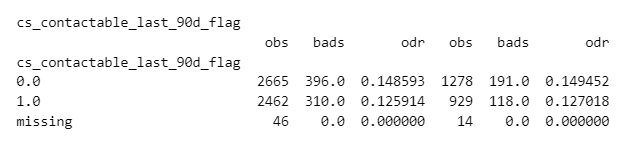 cs_contactable_last_90d_flag
obs bads odr obs bads odr
cs_contactable_last_90d_flag
0.0 2665 396.0 0.148593 1278 191.0 0.149452
1.0 2462 310.0 0.125914 929 118.0 0.127018
missing 46 0.0 0.000000 14 0.0 0.000000